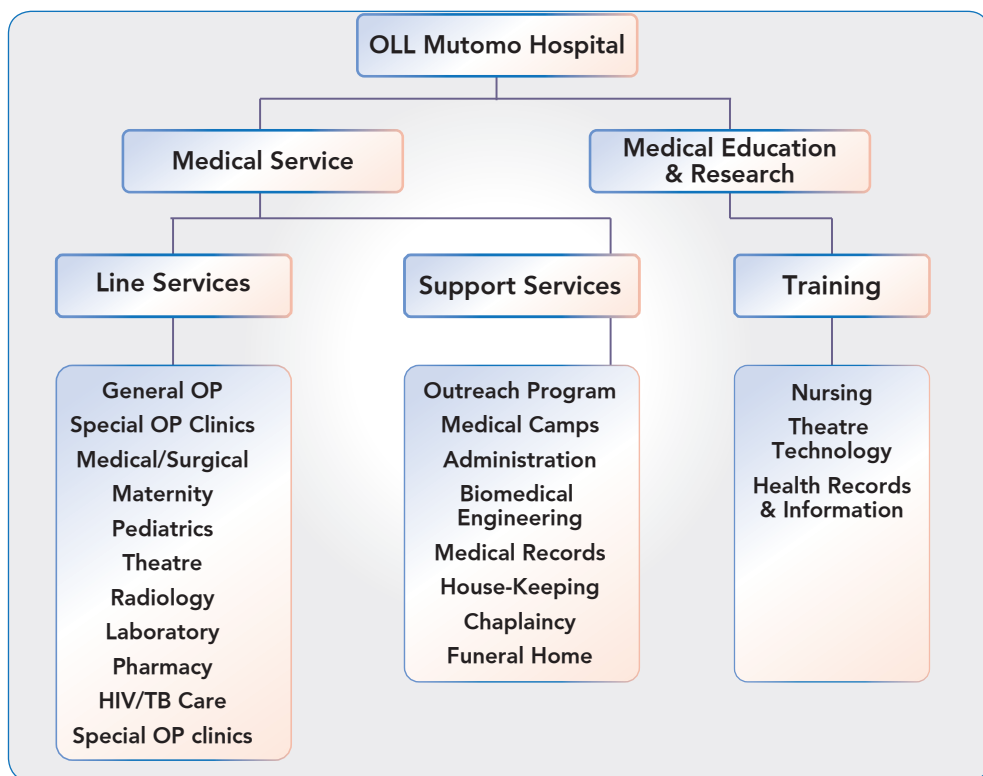 OLL Mutomo Hospital
Medical Service
Medical Education
& Research
Line Services
Support Services
Training
General OP
Special OP Clinics
Medical/Surgical
Maternity
Pediatrics
Theatre
Radiology
Laboratory
Pharmacy
HIV/TB Care
Special OP clinics
Outreach Program
Medical Camps
Administration
Biomedical
Engineering
Medical Records
House-Keeping
Chaplaincy
Funeral Home
Nursing
Theatre
Technology
Health Records
& Information